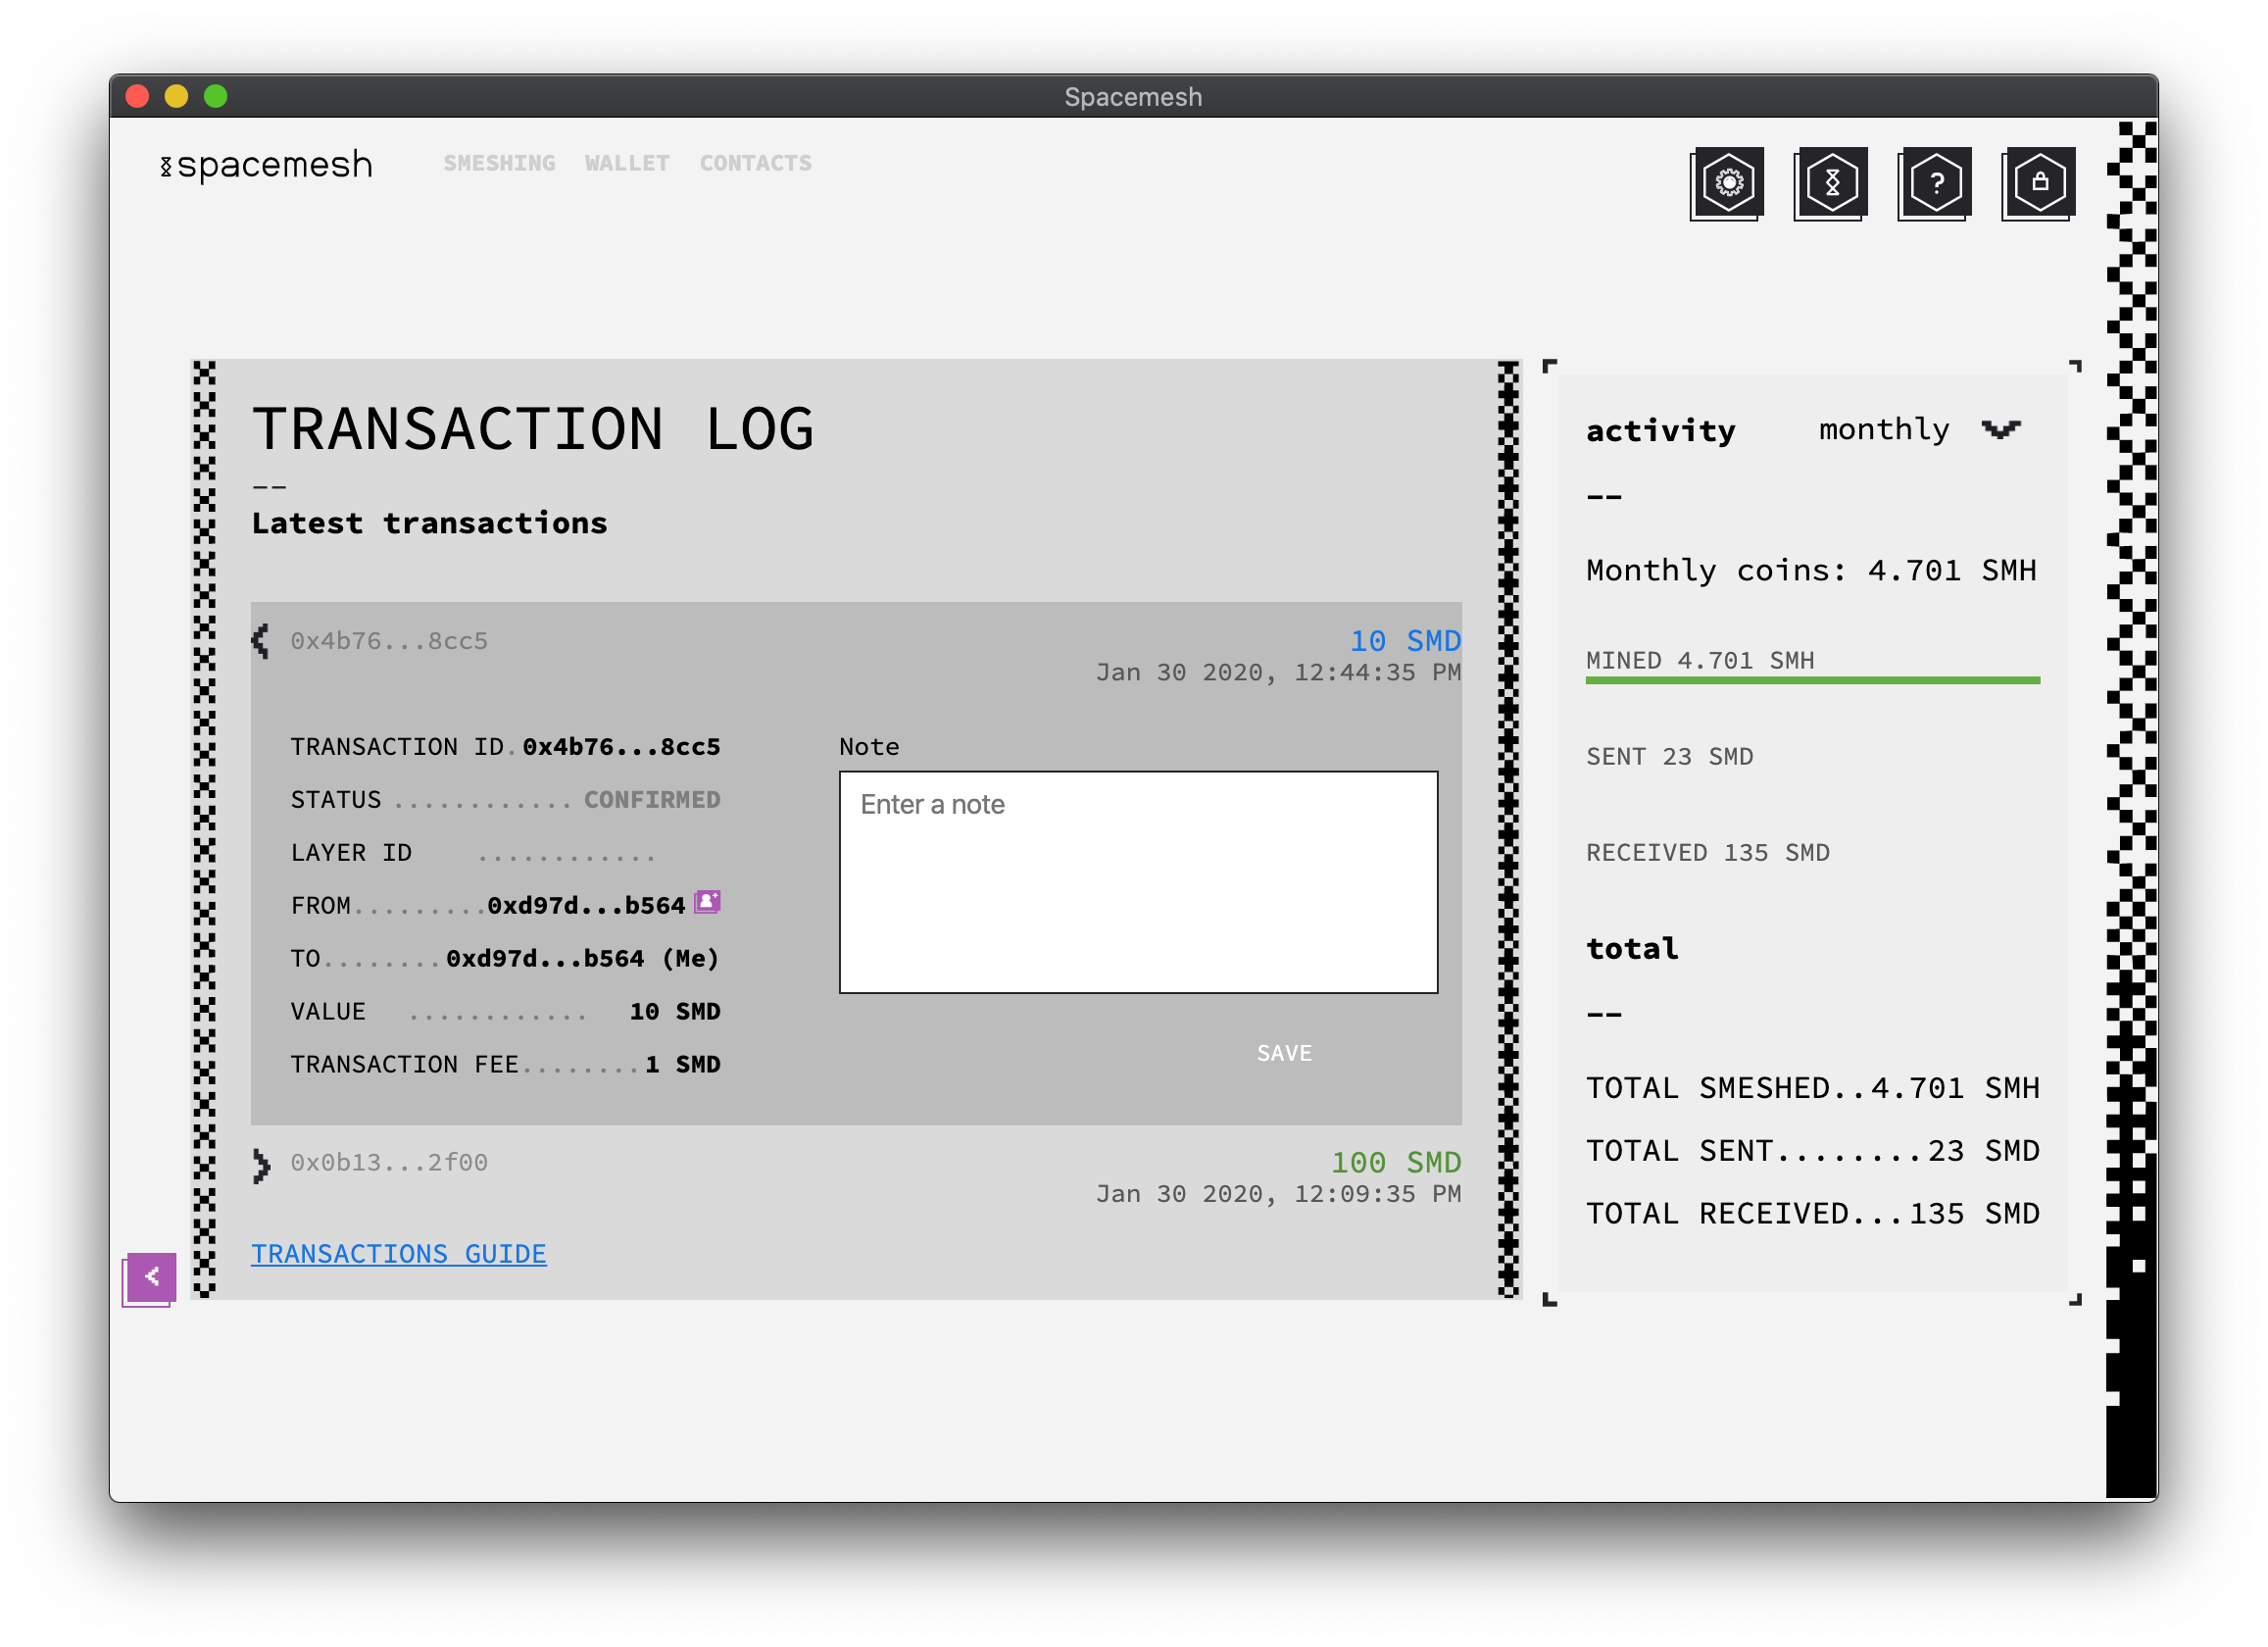 Spacemesh
spacemesh SMESHING WALLET CONTACTS
?
TRANSACTION LOG
--
Latest transactions
0x4b76...8cc5 10 SMD
Jan 30 2020, 12:44:35 PM
TRANSACTION ID.0x4b76...8cc5
STATUS ............ CONFIRMED
LAYER ID ............
FROM.........0xd97d...b564
TO........0xd97d...b564 (Me)
VALUE ............ 10 SMD
TRANSACTION FEE........1 SMD
Note
Enter a note
SAVE
0x0b13...2f00 100 SMD
Jan 30 2020, 12:09:35 PM
TRANSACTIONS GUIDE
activity monthly
--
Monthly coins: 4.701 SMH
MINED 4.701 SMH
SENT 23 SMD
RECEIVED 135 SMD
total
--
TOTAL SMESHED..4.701 SMH
TOTAL SENT........23 SMD
TOTAL RECEIVED...135 SMD